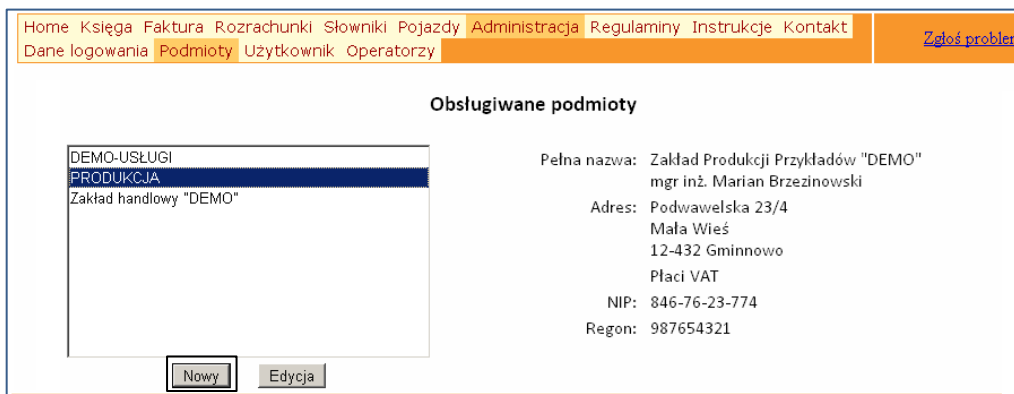 Home Księga Faktura Rozrachunki Słowniki Pojazdy Administracja Regulaminy Instrukcje Kontakt
Dane logowania Podmioty Użytkownik Operatorzy
Zgłoś problem
Obsługiwane podmioty
DEMO-USŁUGI
PRODUKCJA
Zakład handlowy "DEMO"
Pełna nazwa: Zakład Produkcji Przykładów "DEMO"
mgr inż. Marian Brzezinowski
Adres: Podwawelska 23/4
Mała Wieś
12-432 Gminnowo
Płaci VAT
NIP: 846-76-23-774
Regon: 987654321
Nowy Edycja